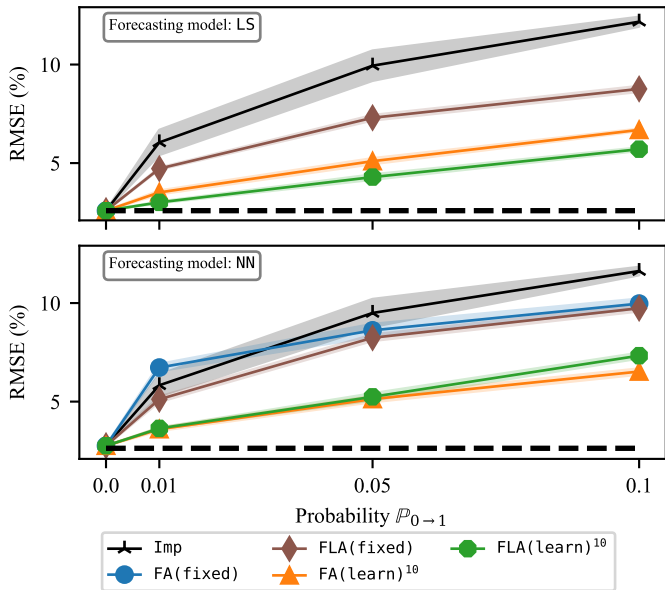 Forecasting model: LS
RMSE (%)
10
5
Forecasting model: NN
RMSE (%)
10
5
0.0 0.01 0.05 0.1
Probability ℙ₀→₁
Imp FLA(fixed) FLA(learn)¹⁰
FA(fixed) FA(learn)¹⁰